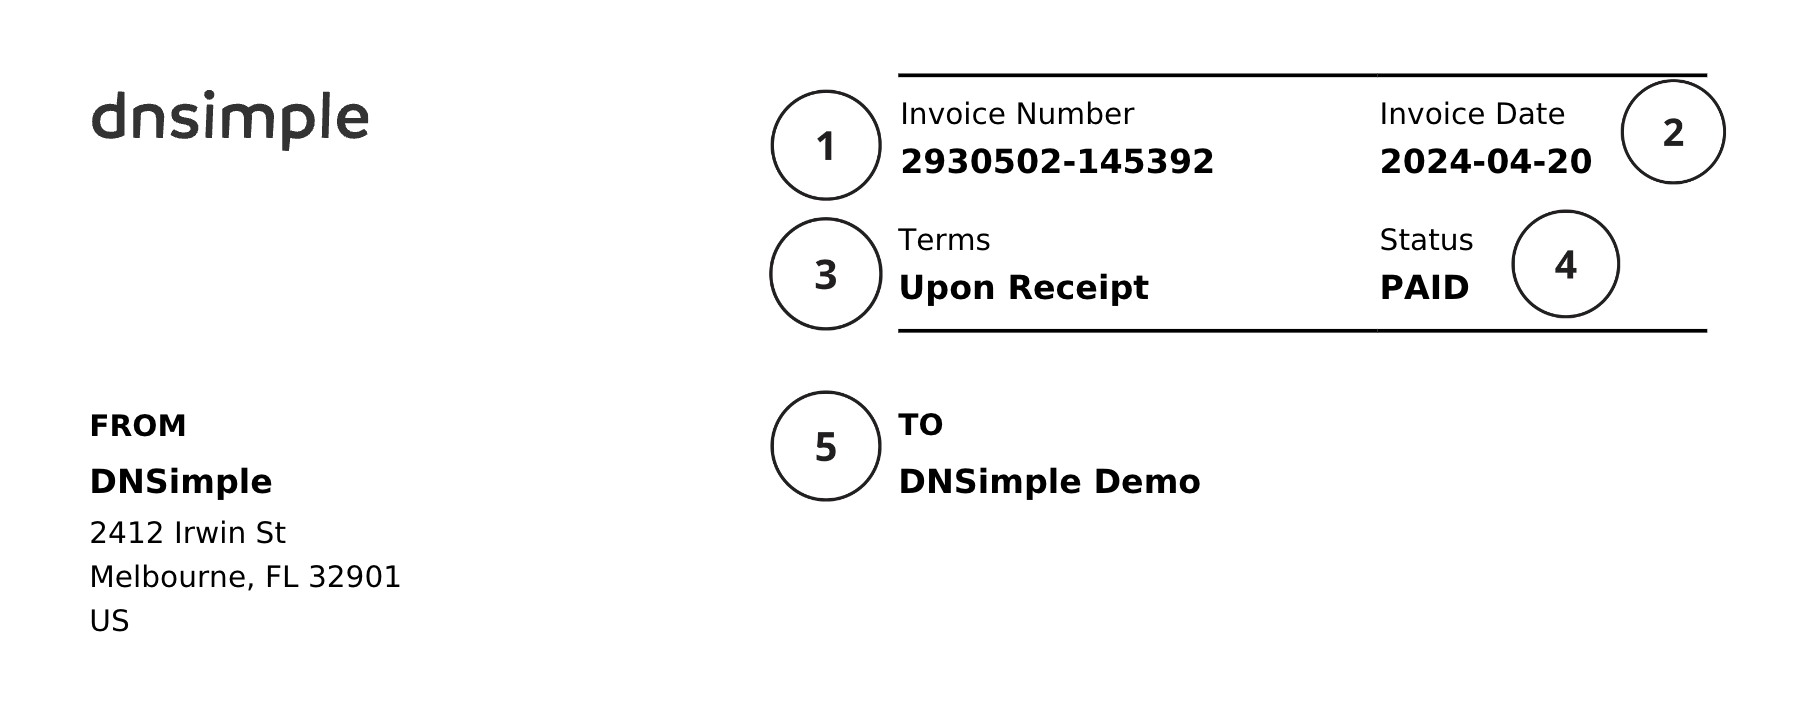 dnsimple
1 Invoice Number Invoice Date 2
2930502-145392 2024-04-20
3 Terms Status 4
Upon Receipt PAID
FROM
DNSimple
2412 Irwin St
Melbourne, FL 32901
US
5 TO
DNSimple Demo